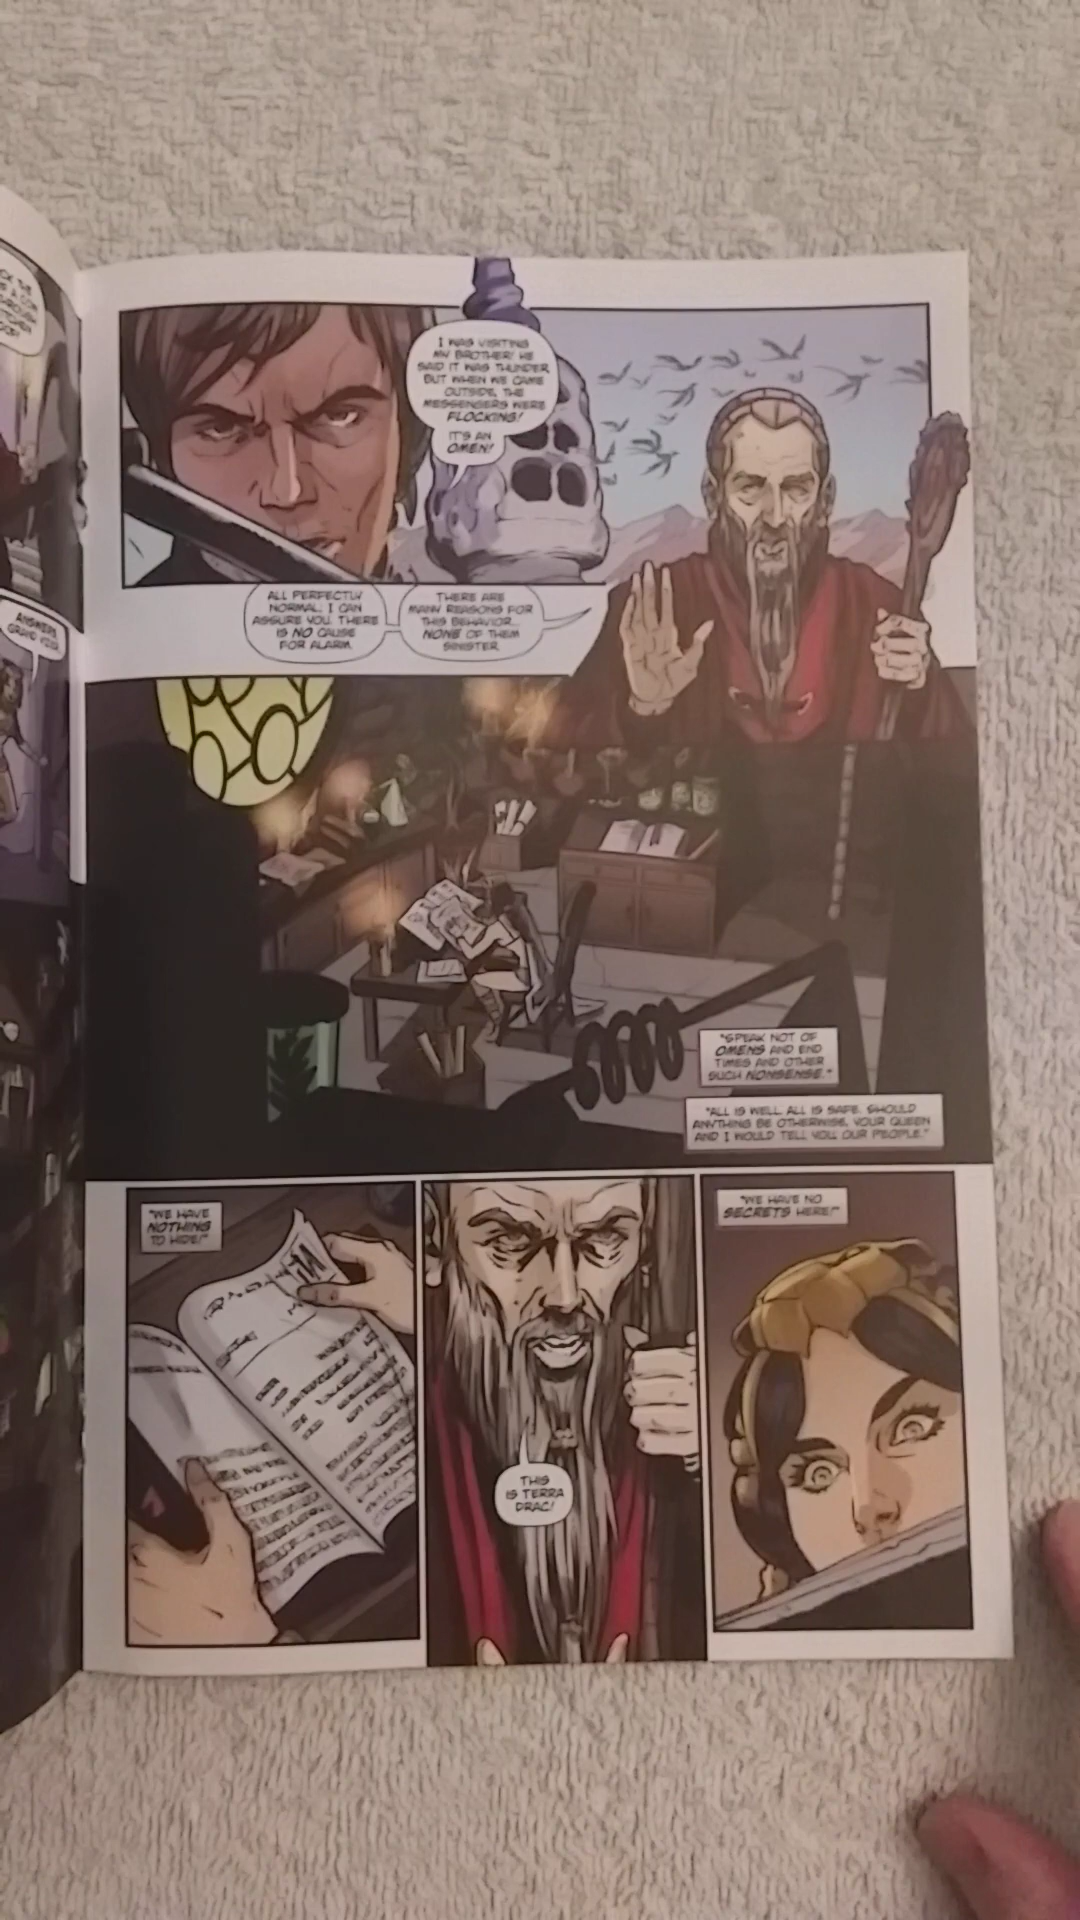 ANSWERS,
GRAND VIZIER.
I WAS VISITING
MY BROTHER! HE
SAID IT WAS THUNDER,
BUT WHEN WE CAME
OUTSIDE, THE
MESSENGERS WERE
FLOCKING!
IT'S AN
OMEN!
ALL PERFECTLY
NORMAL. I CAN
ASSURE YOU. THERE
IS NO CAUSE
FOR ALARM.
THERE ARE
MANY REASONS FOR
THIS BEHAVIOR...
NONE OF THEM
SINISTER.
"SPEAK NOT OF
OMENS AND END
TIMES AND OTHER
SUCH NONSENSE."
"ALL IS WELL. ALL IS SAFE. SHOULD
ANYTHING BE OTHERWISE, YOUR QUEEN
AND I WOULD TELL YOU, OUR PEOPLE."
"WE HAVE
NOTHING
TO HIDE!"
THIS
IS TERRA
DRAC!
"WE HAVE NO
SECRETS HERE!"